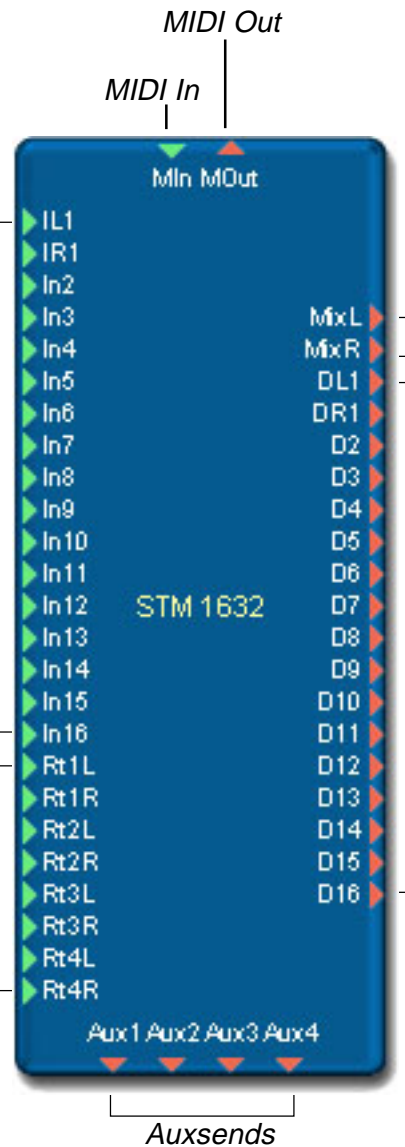 MIDI Out
MIDI In
MIn MOut
IL1
IR1
In2
In3
In4
In5
In6
In7
In8
In9
In10
In11
In12
In13
In14
In15
In16
Rt1L
Rt1R
Rt2L
Rt2R
Rt3L
Rt3R
Rt4L
Rt4R
STM 1632
MixL
MixR
DL1
DR1
D2
D3
D4
D5
D6
D7
D8
D9
D10
D11
D12
D13
D14
D15
D16
Aux1 Aux2 Aux3 Aux4
Auxsends